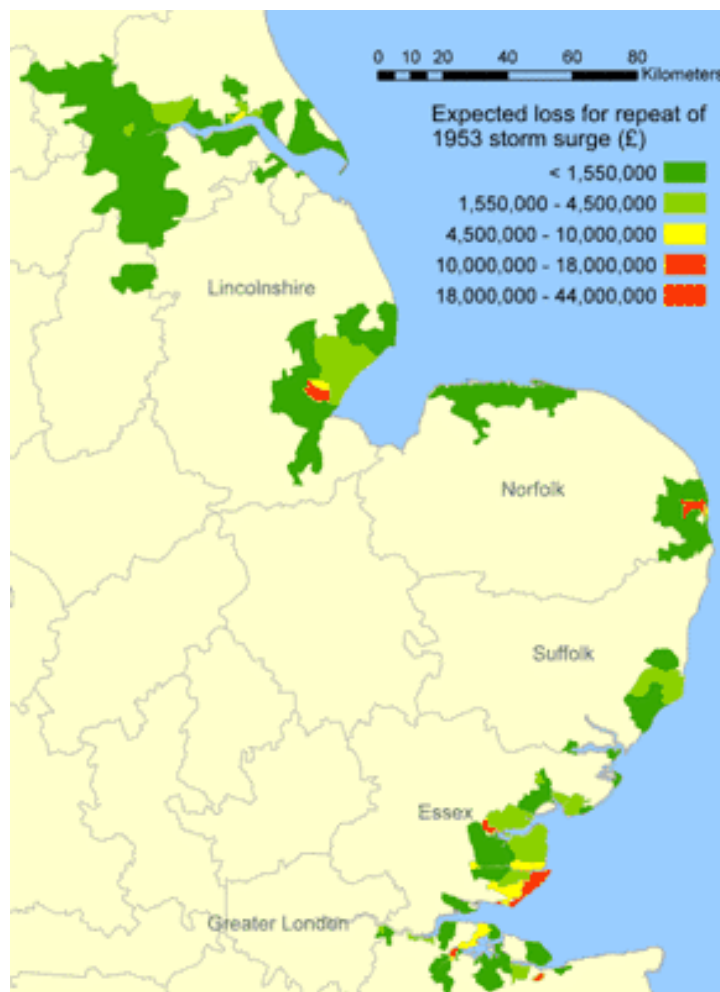 0 10 20 40 60 80
Kilometers
Expected loss for repeat of
1953 storm surge (£)
< 1,550,000
1,550,000 - 4,500,000
4,500,000 - 10,000,000
10,000,000 - 18,000,000
18,000,000 - 44,000,000
Lincolnshire
Norfolk
Suffolk
Essex
Greater London